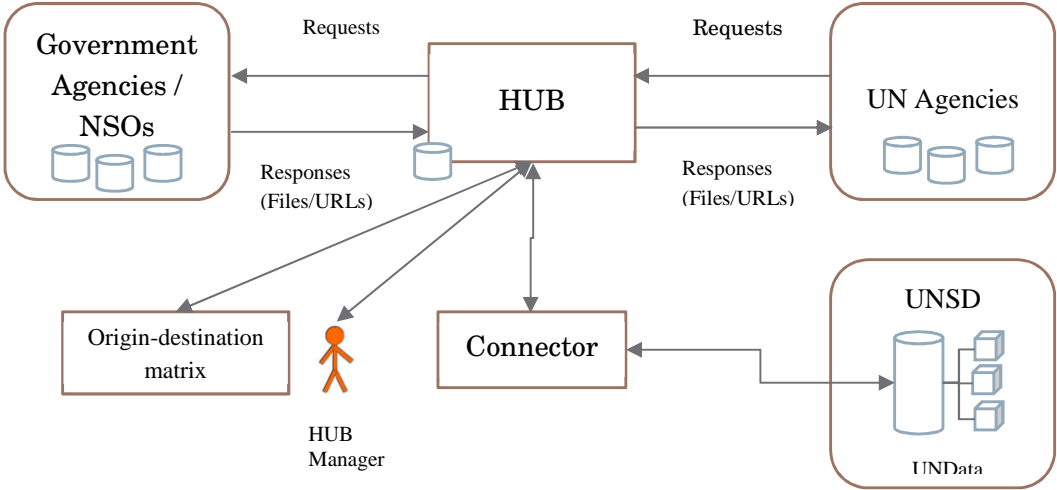 Government
Agencies /
NSOs
Requests
HUB
Requests
UN Agencies
Responses
(Files/URLs)
Responses
(Files/URLs)
Origin-destination
matrix
HUB
Manager
Connector
UNSD
UNData